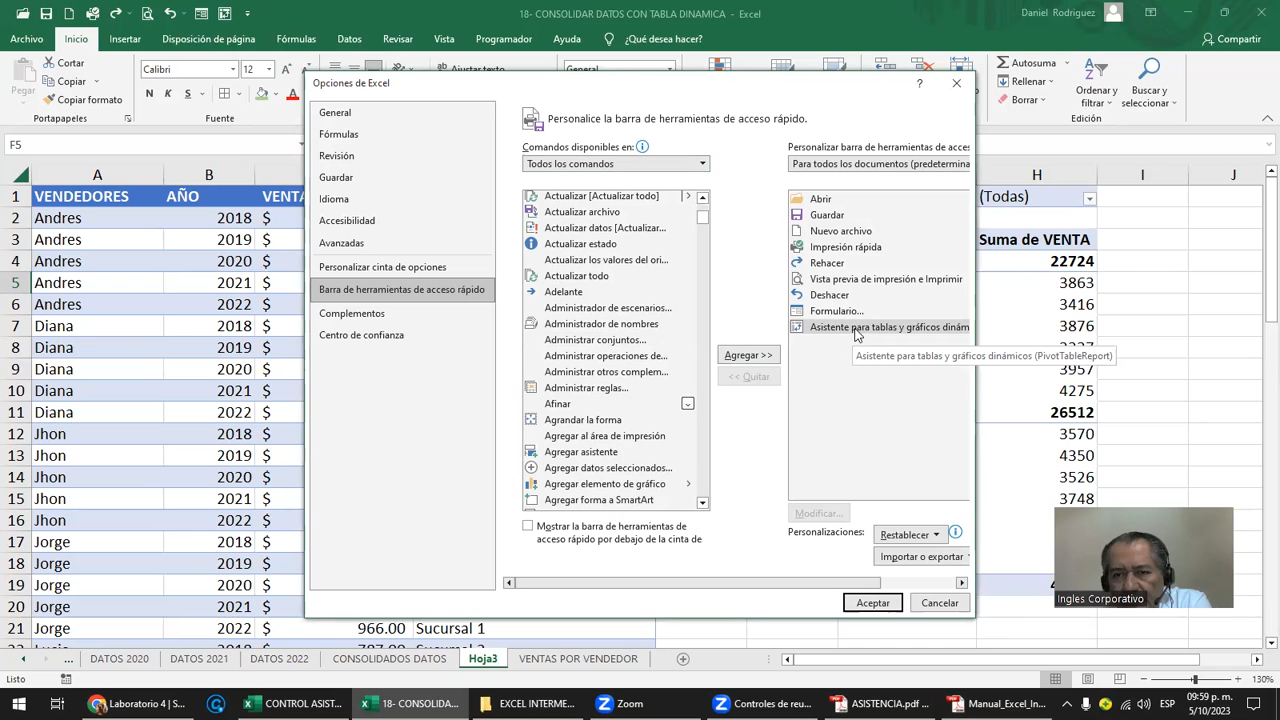 18- CONSOLIDAR DATOS CON TABLA DINAMICA - Excel
Daniel Rodriguez
Archivo Inicio Insertar Disposición de página Fórmulas Datos Revisar Vista Programador Ayuda ¿Qué desea hacer? Compartir
Pegar
Cortar
Copiar
Copiar formato
Portapapeles
Calibri 12
N K S
Fuente
Ajustar texto
General
Autosuma
Rellenar
Borrar
Ordenar y filtrar
Buscar y seleccionar
Edición
F5
A B H I J
1 VENDEDORES AÑO (Todas)
2 Andres 2018 $
3 Andres 2019 $ Suma de VENTA
4 Andres 2020 $ 22724
5 Andres 2021 $ 3863
6 Andres 2022 $ 3416
7 Diana 2018 $ 3876
8 Diana 2019 $
9 Diana 2020 $ 3957
10 Diana 2021 $ 4275
11 Diana 2022 $ 26512
12 Jhon 2018 $ 3570
13 Jhon 2019 $ 4350
14 Jhon 2020 $ 3526
15 Jhon 2021 $ 3748
16 Jhon 2022 $
17 Jorge 2018 $
18 Jorge 2019 $
19 Jorge 2020 $
20 Jorge 2021 $
21 Jorge 2022 $ 966.00 Sucursal 1
Opciones de Excel
General
Fórmulas
Revisión
Guardar
Idioma
Accesibilidad
Avanzadas
Personalizar cinta de opciones
Barra de herramientas de acceso rápido
Complementos
Centro de confianza
Personalice la barra de herramientas de acceso rápido.
Comandos disponibles en:
Todos los comandos
Actualizar [Actualizar todo]
Actualizar archivo
Actualizar datos [Actualizar...
Actualizar estado
Actualizar los valores del ori...
Actualizar todo
Adelante
Administrador de escenarios...
Administrador de nombres
Administrar conjuntos...
Administrar operaciones de...
Administrar otros complem...
Administrar reglas...
Afinar
Agrandar la forma
Agregar al área de impresión
Agregar asistente
Agregar datos seleccionados...
Agregar elemento de gráfico
Agregar forma a SmartArt
Mostrar la barra de herramientas de
acceso rápido por debajo de la cinta de
Agregar >>
<< Quitar
Personalizar barra de herramientas de acce
Para todos los documentos (predetermina
Abrir
Guardar
Nuevo archivo
Impresión rápida
Rehacer
Vista previa de impresión e Imprimir
Deshacer
Formulario...
Asistente para tablas y gráficos dinám
Asistente para tablas y gráficos dinámicos (PivotTableReport)
Modificar...
Personalizaciones: Restablecer
Importar o exportar
Aceptar Cancelar
Ingles Corporativo
... DATOS 2020 DATOS 2021 DATOS 2022 CONSOLIDADOS DATOS Hoja3 VENTAS POR VENDEDOR
Listo
130%
Laboratorio 4 | S...
CONTROL ASIST...
18- CONSOLIDA...
EXCEL INTERME...
Zoom
Controles de reu...
ASISTENCIA.pdf ...
Manual_Excel_In...
ESP
09:59 p. m.
5/10/2023